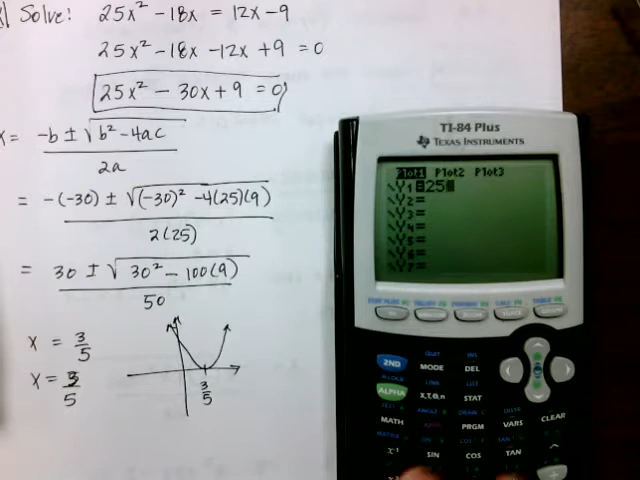 Solve: 25x² - 18x = 12x - 9
25x² - 18x - 12x + 9 = 0
25x² - 30x + 9 = 0
x = -b ± √b² - 4ac
2a
= -(-30) ± √(-30)² - 4(25)(9)
2(25)
= 30 ± √30² - 100(9)
50
x = 3/5
x = 3/5
3/5
TI-84 Plus
TEXAS INSTRUMENTS
Plot1 Plot2 Plot3
\Y1=25
\Y2=
\Y3=
\Y4=
\Y5=
\Y6=
\Y7=
2ND MODE DEL
ALPHA X,T,Θ,n STAT
MATH PRGM VARS CLEAR
x⁻¹ SIN COS TAN ^